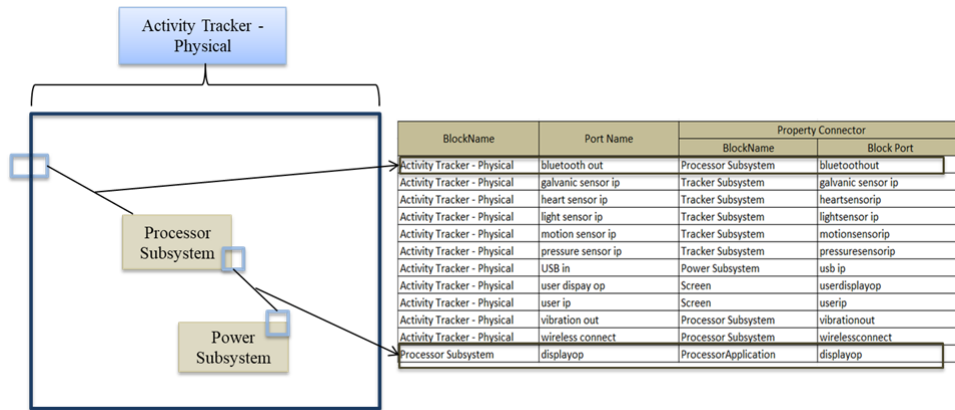 Activity Tracker -
Physical
Processor
Subsystem
Power
Subsystem
BlockName Port Name Property Connector
BlockName Block Port
Activity Tracker - Physical bluetooth out Processor Subsystem bluetoothout
Activity Tracker - Physical galvanic sensor ip Tracker Subsystem galvanic sensor ip
Activity Tracker - Physical heart sensor ip Tracker Subsystem heartsensorip
Activity Tracker - Physical light sensor ip Tracker Subsystem lightsensor ip
Activity Tracker - Physical motion sensor ip Tracker Subsystem motionsensorip
Activity Tracker - Physical pressure sensor ip Tracker Subsystem pressuresensorip
Activity Tracker - Physical USB in Power Subsystem usb ip
Activity Tracker - Physical user dispay op Screen userdisplayop
Activity Tracker - Physical user ip Screen userip
Activity Tracker - Physical vibration out Processor Subsystem vibrationout
Activity Tracker - Physical wireless connect Processor Subsystem wirelessconnect
Processor Subsystem displayop ProcessorApplication displayop